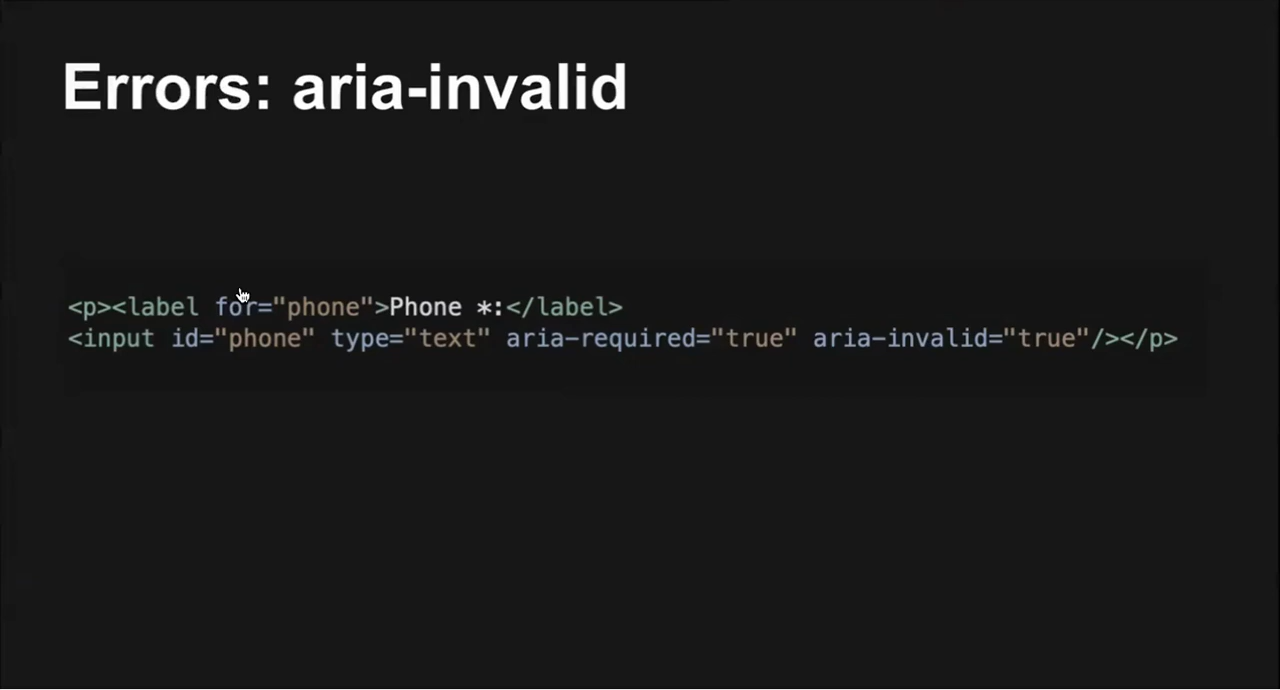 Errors: aria-invalid
<p><label for="phone">Phone *:</label>
<input id="phone" type="text" aria-required="true" aria-invalid="true"/></p>